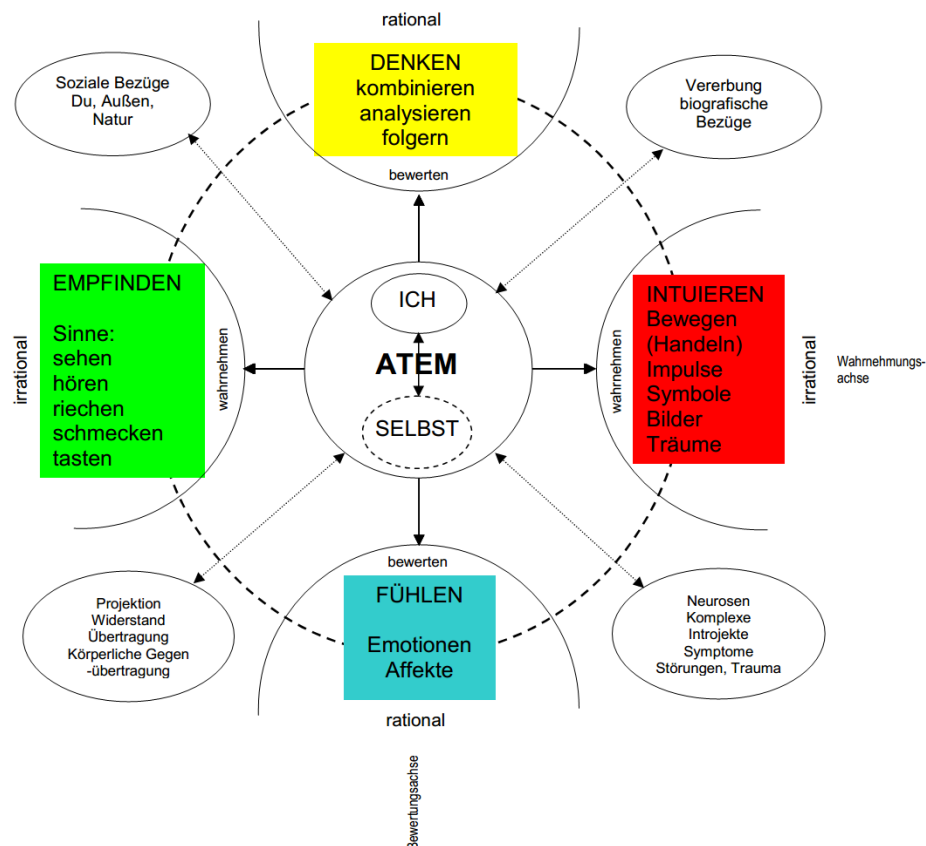 rational
DENKEN
kombinieren
analysieren
folgern
bewerten
Soziale Bezüge
Du, Außen,
Natur
Vererbung
biografische
Bezüge
irrational
EMPFINDEN
Sinne:
sehen
hören
riechen
schmecken
tasten
wahrnehmen
ICH
ATEM
SELBST
wahrnehmen
INTUIEREN
Bewegen
(Handeln)
Impulse
Symbole
Bilder
Träume
irrational
Wahrnehmungs-
achse
Projektion
Widerstand
Übertragung
Körperliche Gegen
-übertragung
bewerten
FÜHLEN
Emotionen
Affekte
rational
Neurosen
Komplexe
Introjekte
Symptome
Störungen, Trauma
Bewertungsachse